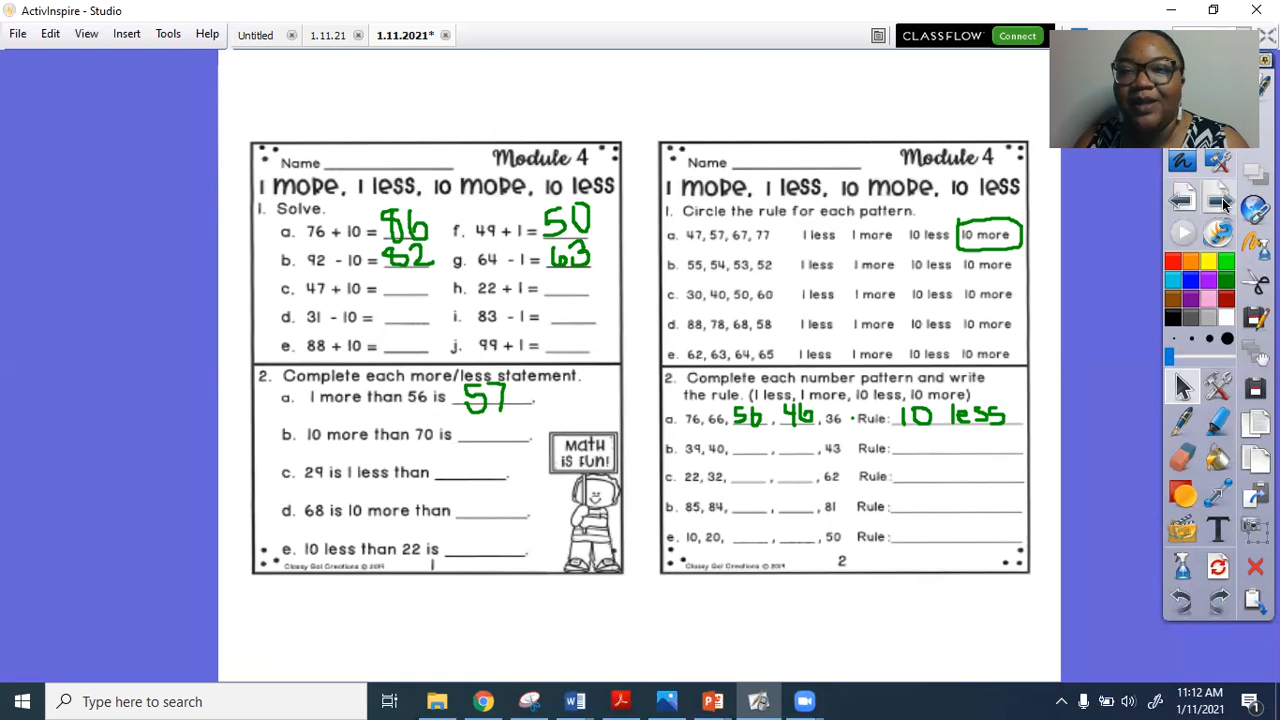 ActivInspire - Studio
File Edit View Insert Tools Help Untitled 1.11.21 1.11.2021* CLASSFLOW Connect
Name Module 4
1 more, 1 less, 10 more, 10 less
1. Solve.
a. 76 + 10 = 86 f. 49 + 1 = 50
b. 92 - 10 = 82 g. 64 - 1 = 63
c. 47 + 10 = h. 22 + 1 =
d. 31 - 10 = i. 83 - 1 =
e. 88 + 10 = j. 99 + 1 =
2. Complete each more/less statement.
a. 1 more than 56 is 57.
b. 10 more than 70 is .
c. 29 is 1 less than .
d. 68 is 10 more than .
e. 10 less than 22 is .
Math
is Fun!
Classy Gal Creations © 2019 1
Name Module 4
1 more, 1 less, 10 more, 10 less
1. Circle the rule for each pattern.
a. 47, 57, 67, 77 1 less 1 more 10 less 10 more
b. 55, 54, 53, 52 1 less 1 more 10 less 10 more
c. 30, 40, 50, 60 1 less 1 more 10 less 10 more
d. 88, 78, 68, 58 1 less 1 more 10 less 10 more
e. 62, 63, 64, 65 1 less 1 more 10 less 10 more
2. Complete each number pattern and write
the rule. (1 less, 1 more, 10 less, 10 more)
a. 76, 66, 56, 46, 36 Rule: 10 less
b. 39, 40, , , 43 Rule:
c. 22, 32, , , 62 Rule:
b. 85, 84, , , 81 Rule:
e. 10, 20, , , 50 Rule:
Classy Gal Creations © 2019 2
Type here to search
11:12 AM
1/11/2021